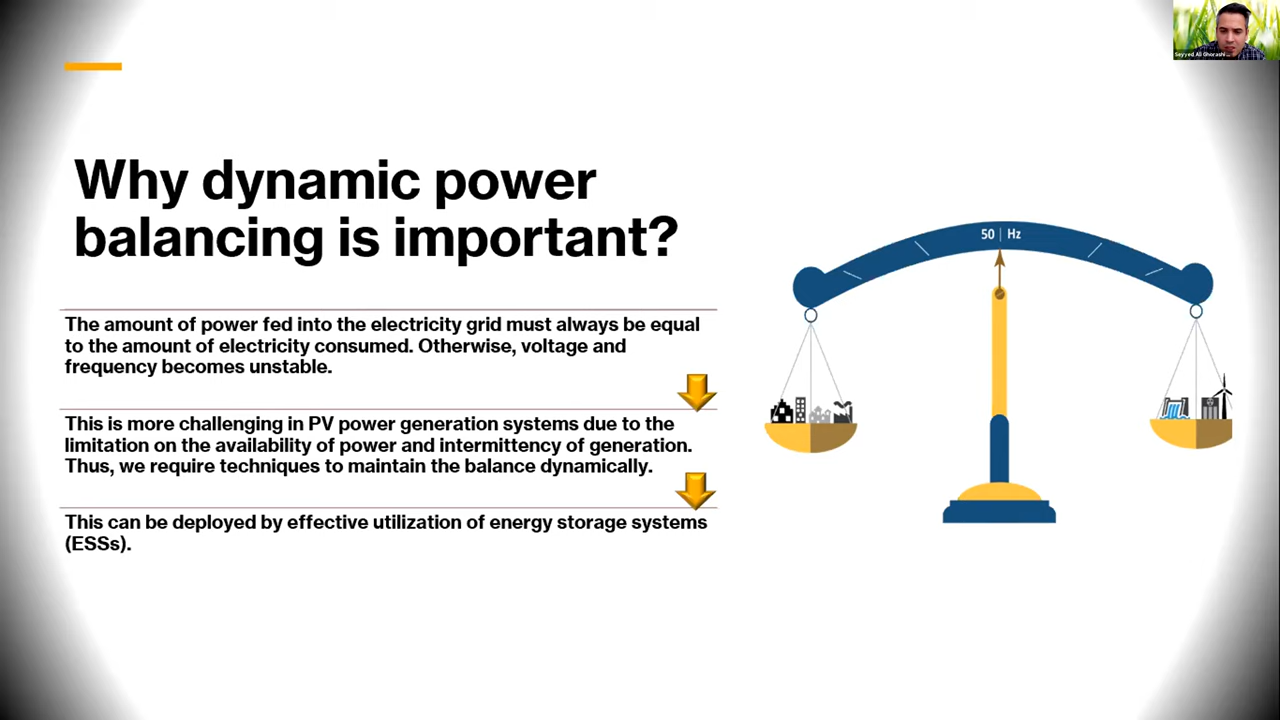 Why dynamic power
balancing is important?
The amount of power fed into the electricity grid must always be equal
to the amount of electricity consumed. Otherwise, voltage and
frequency becomes unstable.
This is more challenging in PV power generation systems due to the
limitation on the availability of power and intermittency of generation.
Thus, we require techniques to maintain the balance dynamically.
This can be deployed by effective utilization of energy storage systems
(ESSs).
50 | Hz
Seyyed Ali Ghorashi